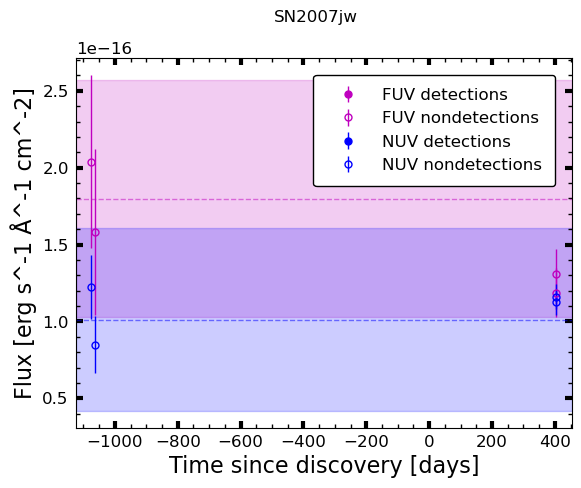 SN2007jw
1e−16
FUV detections
FUV nondetections
NUV detections
NUV nondetections
2.5
2.0
1.5
1.0
0.5
Flux [erg s^-1 Å^-1 cm^-2]
−1000 −800 −600 −400 −200 0 200 400
Time since discovery [days]